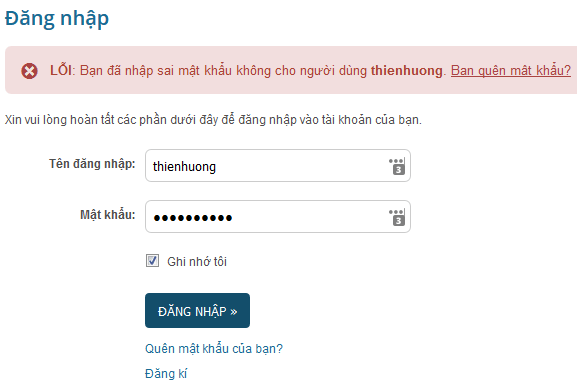 Đăng nhập
LỖI: Bạn đã nhập sai mật khẩu không cho người dùng thienhuong. Bạn quên mật khẩu?
Xin vui lòng hoàn tất các phần dưới đây để đăng nhập vào tài khoản của bạn.
Tên đăng nhập: thienhuong 3
Mật khẩu: ●●●●●●●●●● 3
Ghi nhớ tôi
ĐĂNG NHẬP »
Quên mật khẩu của bạn?
Đăng kí